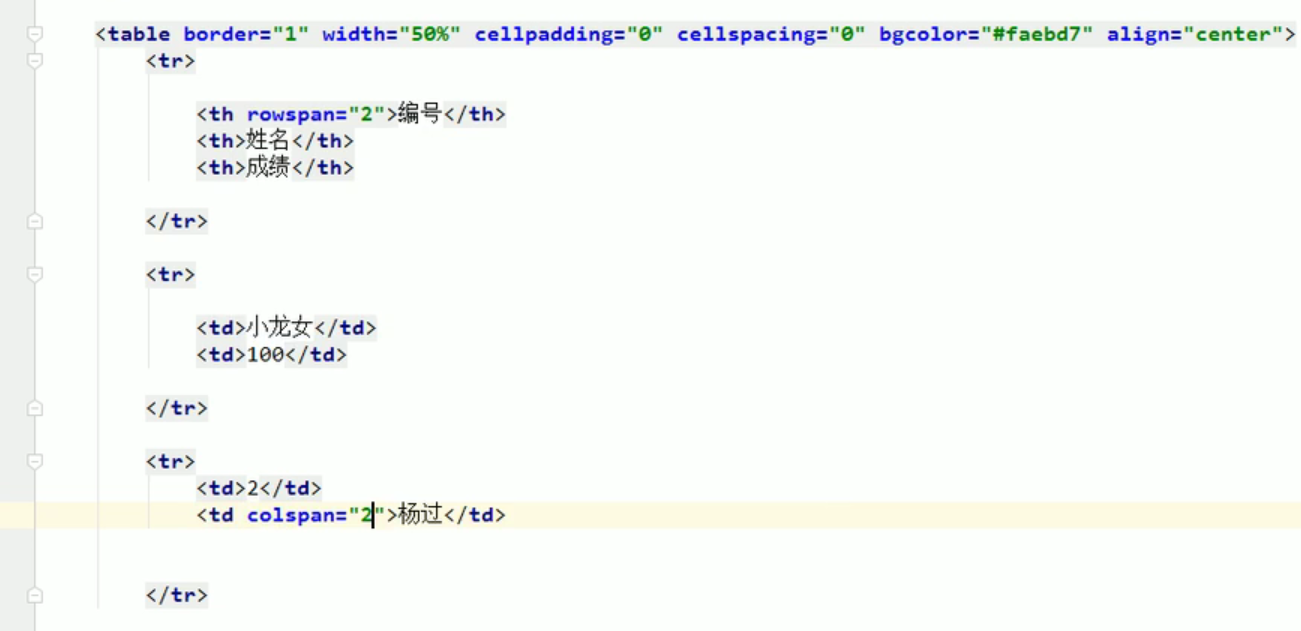 <table border="1" width="50%" cellpadding="0" cellspacing="0" bgcolor="#faebd7" align="center">
<tr>
<th rowspan="2">编号</th>
<th>姓名</th>
<th>成绩</th>
</tr>
<tr>
<td>小龙女</td>
<td>100</td>
</tr>
<tr>
<td>2</td>
<td colspan="2">杨过</td>
</tr>